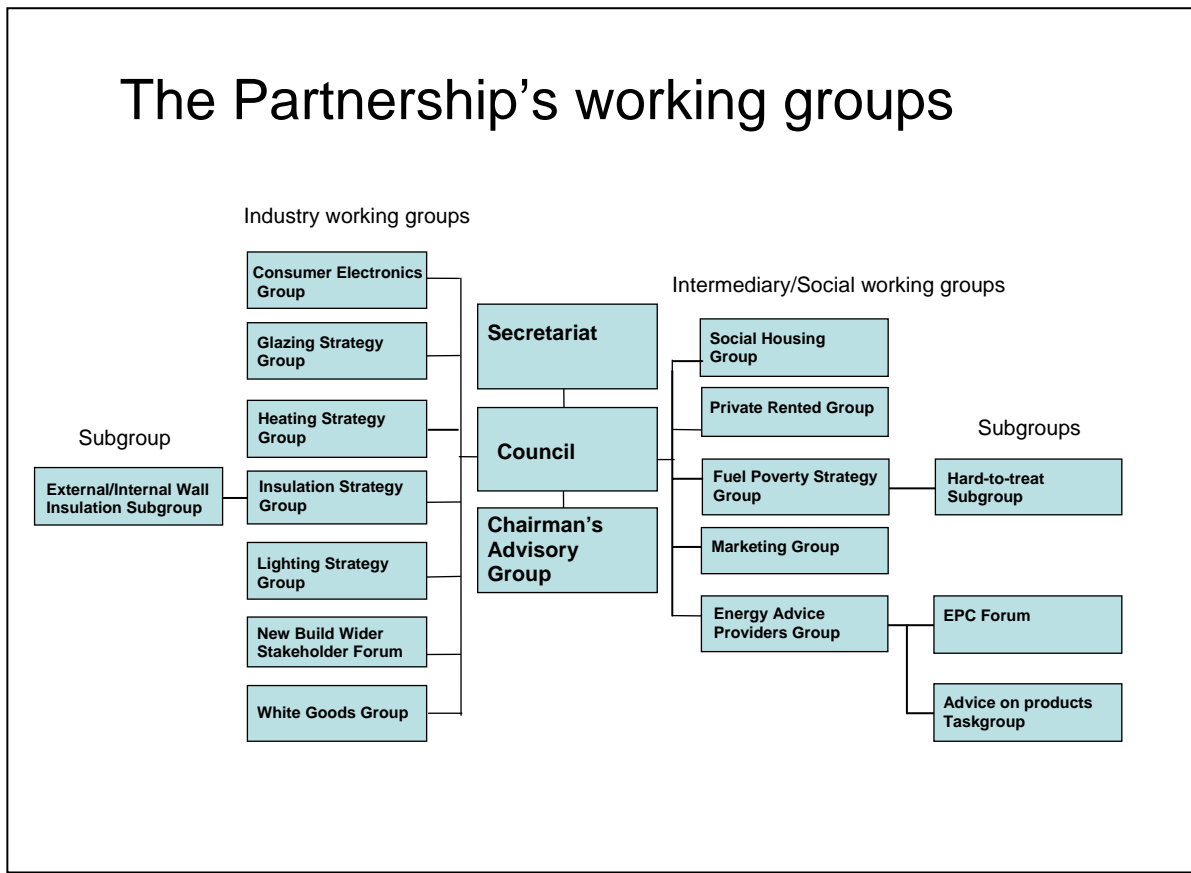 The Partnership's working groups
Industry working groups
Consumer Electronics
Group
Glazing Strategy
Group
Heating Strategy
Group
Subgroup
External/Internal Wall
Insulation Subgroup
Insulation Strategy
Group
Lighting Strategy
Group
New Build Wider
Stakeholder Forum
White Goods Group
Secretariat
Council
Chairman's
Advisory
Group
Intermediary/Social working groups
Social Housing
Group
Private Rented Group
Fuel Poverty Strategy
Group
Marketing Group
Energy Advice
Providers Group
Subgroups
Hard-to-treat
Subgroup
EPC Forum
Advice on products
Taskgroup